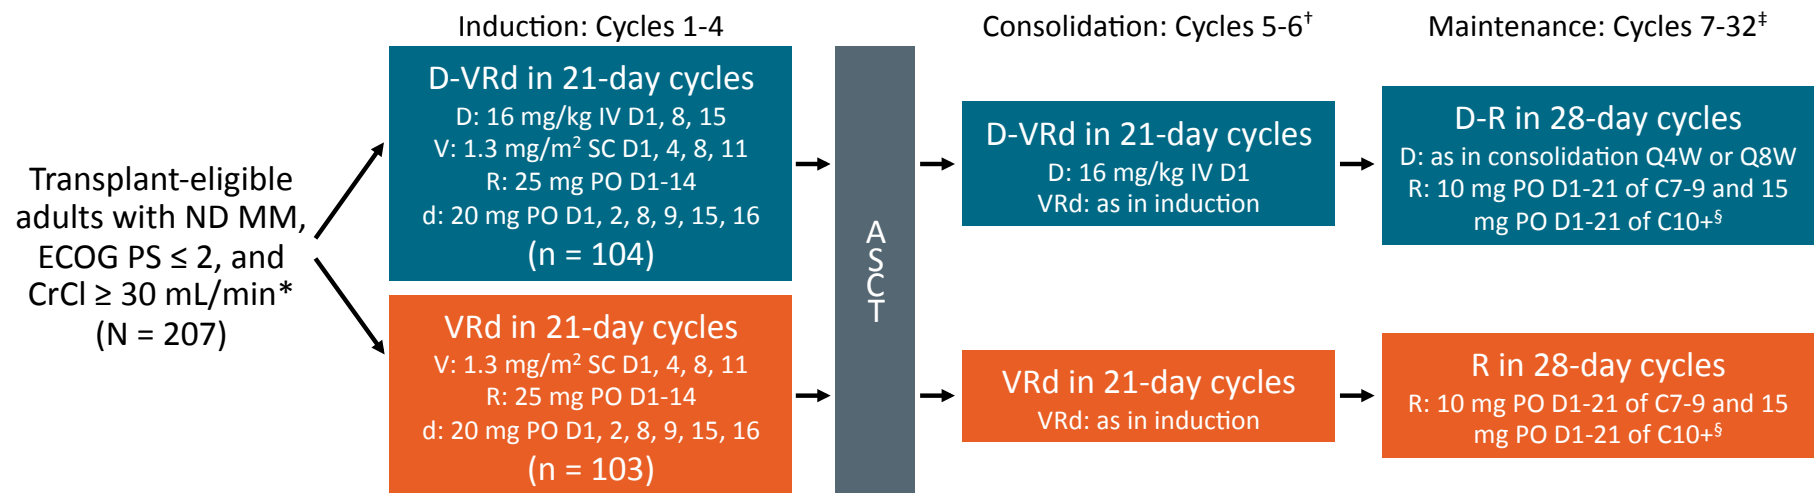 Induction: Cycles 1-4
Consolidation: Cycles 5-6†
Maintenance: Cycles 7-32‡
Transplant-eligible
adults with ND MM,
ECOG PS ≤ 2, and
CrCl ≥ 30 mL/min*
(N = 207)
D-VRd in 21-day cycles
D: 16 mg/kg IV D1, 8, 15
V: 1.3 mg/m² SC D1, 4, 8, 11
R: 25 mg PO D1-14
d: 20 mg PO D1, 2, 8, 9, 15, 16
(n = 104)
VRd in 21-day cycles
V: 1.3 mg/m² SC D1, 4, 8, 11
R: 25 mg PO D1-14
d: 20 mg PO D1, 2, 8, 9, 15, 16
(n = 103)
A
S
C
T
D-VRd in 21-day cycles
D: 16 mg/kg IV D1
VRd: as in induction
VRd in 21-day cycles
VRd: as in induction
D-R in 28-day cycles
D: as in consolidation Q4W or Q8W
R: 10 mg PO D1-21 of C7-9 and 15
mg PO D1-21 of C10+§
R in 28-day cycles
R: 10 mg PO D1-21 of C7-9 and 15
mg PO D1-21 of C10+§